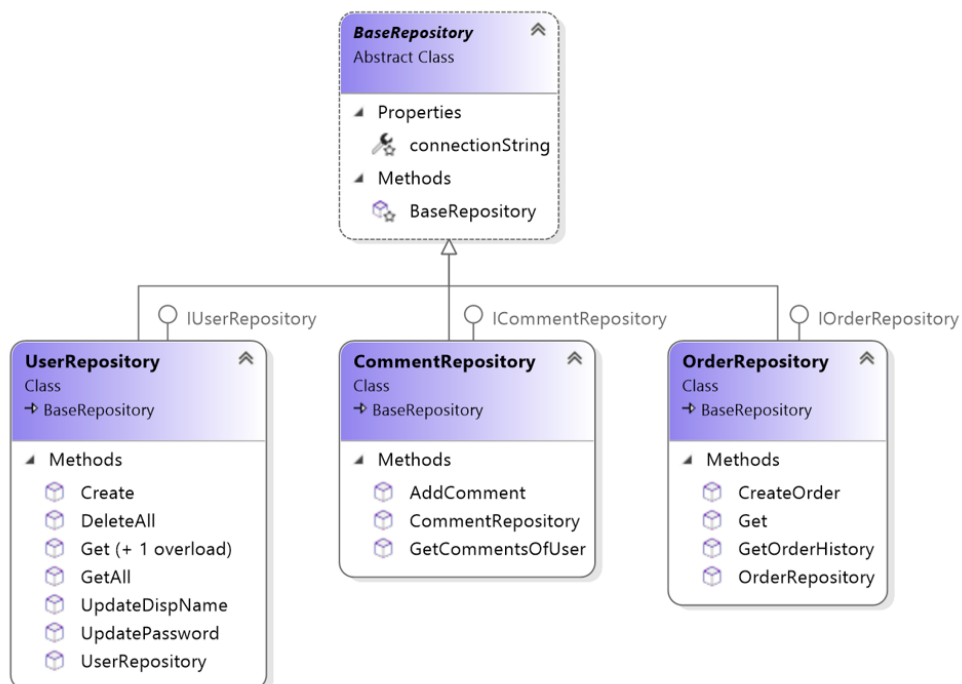 BaseRepository
Abstract Class
Properties
connectionString
Methods
BaseRepository
IUserRepository
ICommentRepository
IOrderRepository
UserRepository
Class
BaseRepository
Methods
Create
DeleteAll
Get (+ 1 overload)
GetAll
UpdateDispName
UpdatePassword
UserRepository
CommentRepository
Class
BaseRepository
Methods
AddComment
CommentRepository
GetCommentsOfUser
OrderRepository
Class
BaseRepository
Methods
CreateOrder
Get
GetOrderHistory
OrderRepository